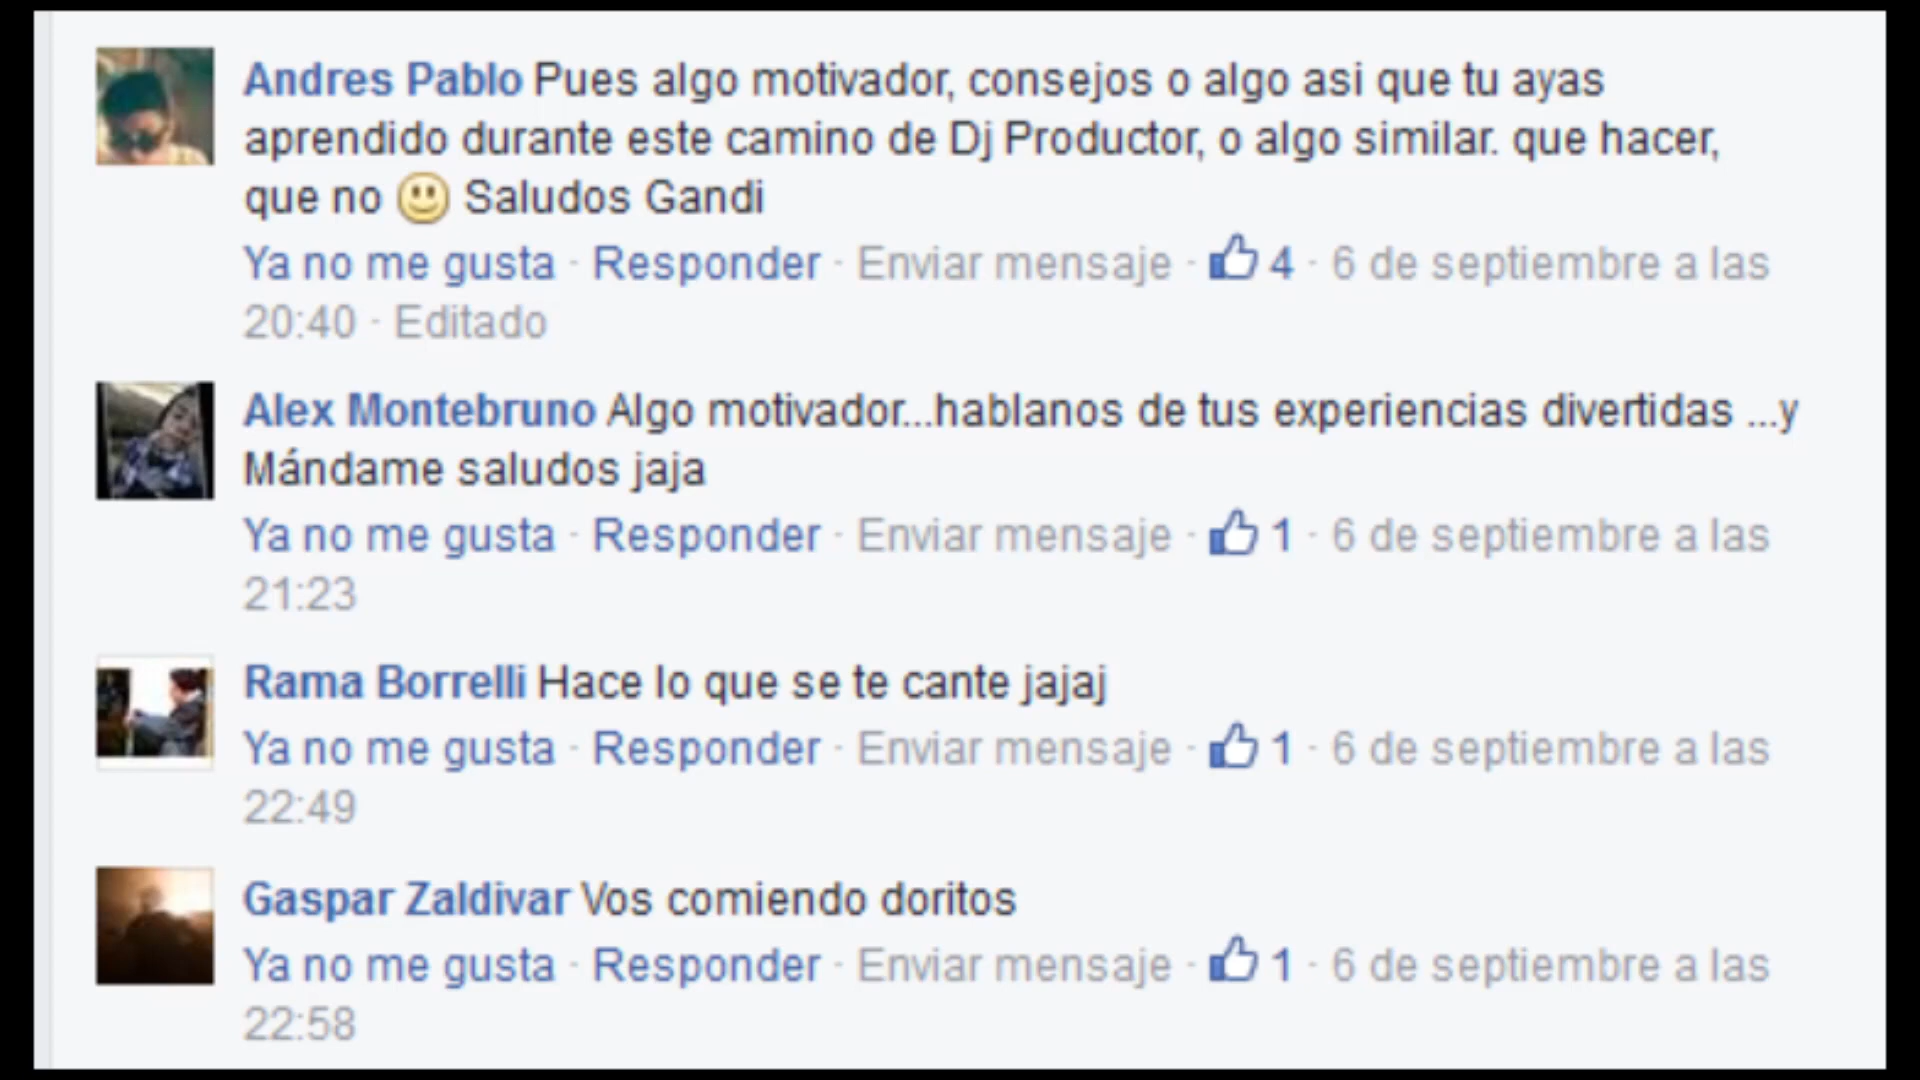 Andres Pablo Pues algo motivador, consejos o algo asi que tu ayas
aprendido durante este camino de Dj Productor, o algo similar. que hacer,
que no 🙂 Saludos Gandi
Ya no me gusta · Responder · Enviar mensaje · 4 · 6 de septiembre a las
20:40 · Editado
Alex Montebruno Algo motivador...hablanos de tus experiencias divertidas ...y
Mándame saludos jaja
Ya no me gusta · Responder · Enviar mensaje · 1 · 6 de septiembre a las
21:23
Rama Borrelli Hace lo que se te cante jajaj
Ya no me gusta · Responder · Enviar mensaje · 1 · 6 de septiembre a las
22:49
Gaspar Zaldivar Vos comiendo doritos
Ya no me gusta · Responder · Enviar mensaje · 1 · 6 de septiembre a las
22:58